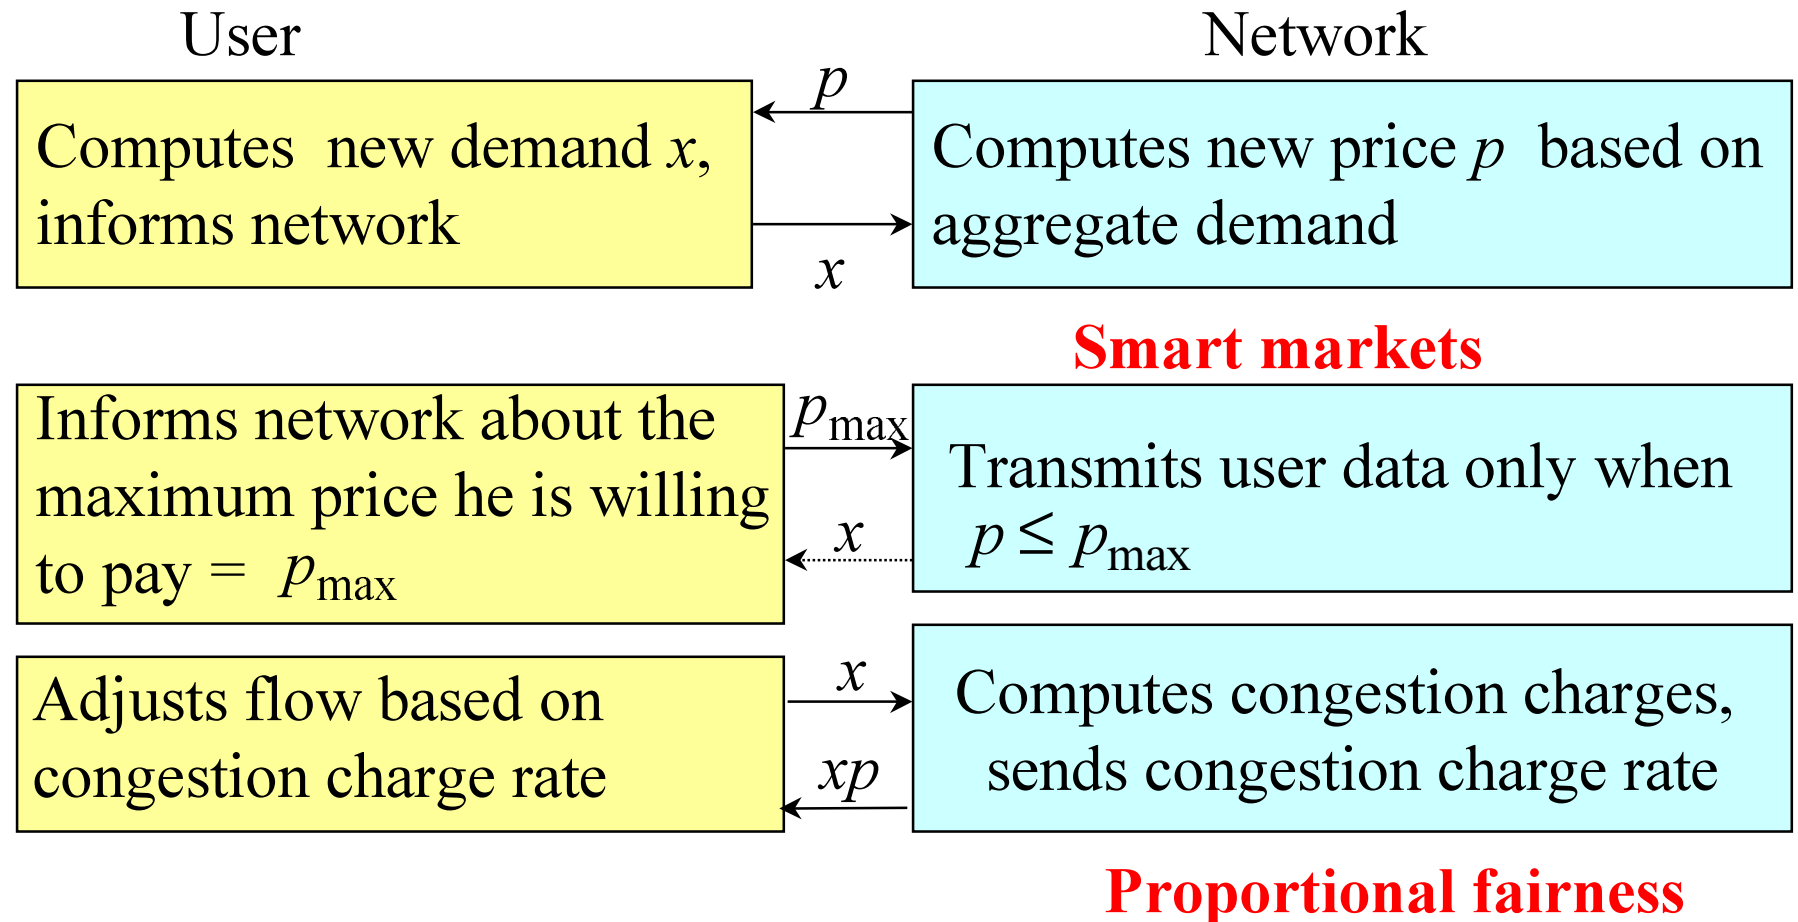 User
Network
Computes new demand x,
informs network
p
x
Computes new price p based on
aggregate demand
Smart markets
Informs network about the
maximum price he is willing
to pay = pmax
pmax
x
Transmits user data only when
p ≤ pmax
Adjusts flow based on
congestion charge rate
x
xp
Computes congestion charges,
sends congestion charge rate
Proportional fairness